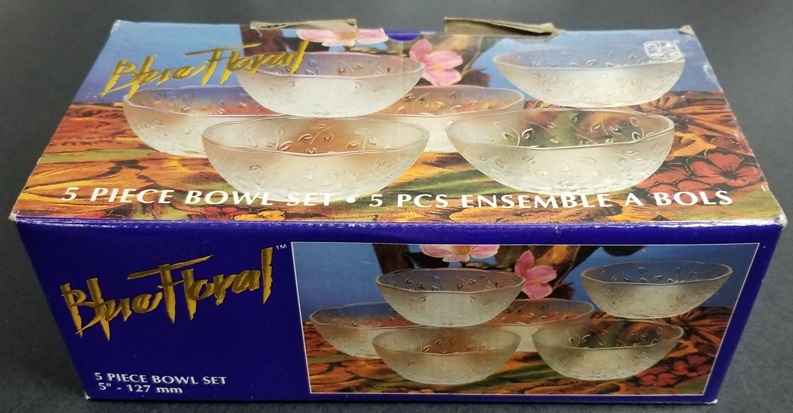 Blue Floral
5 PIECE BOWL SET • 5 PCS ENSEMBLE A BOLS
Blue Floral™
5 PIECE BOWL SET
5" - 127 mm